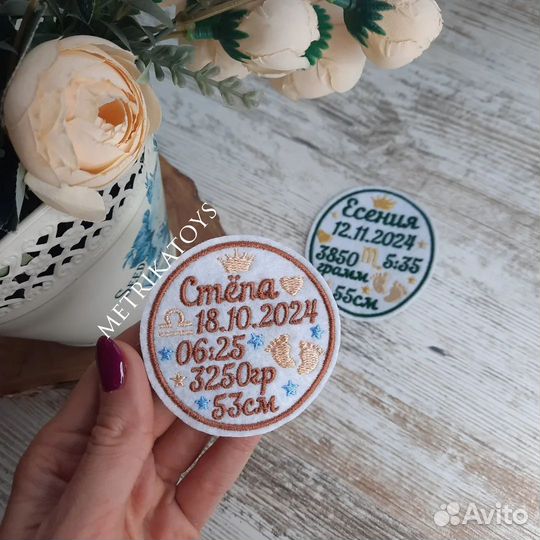 Стёпа
18.10.2024
06:25
3250гр
53см
Есения
12.11.2024
3850 5:35
грамм
55см
METRIKATOYS
Avito